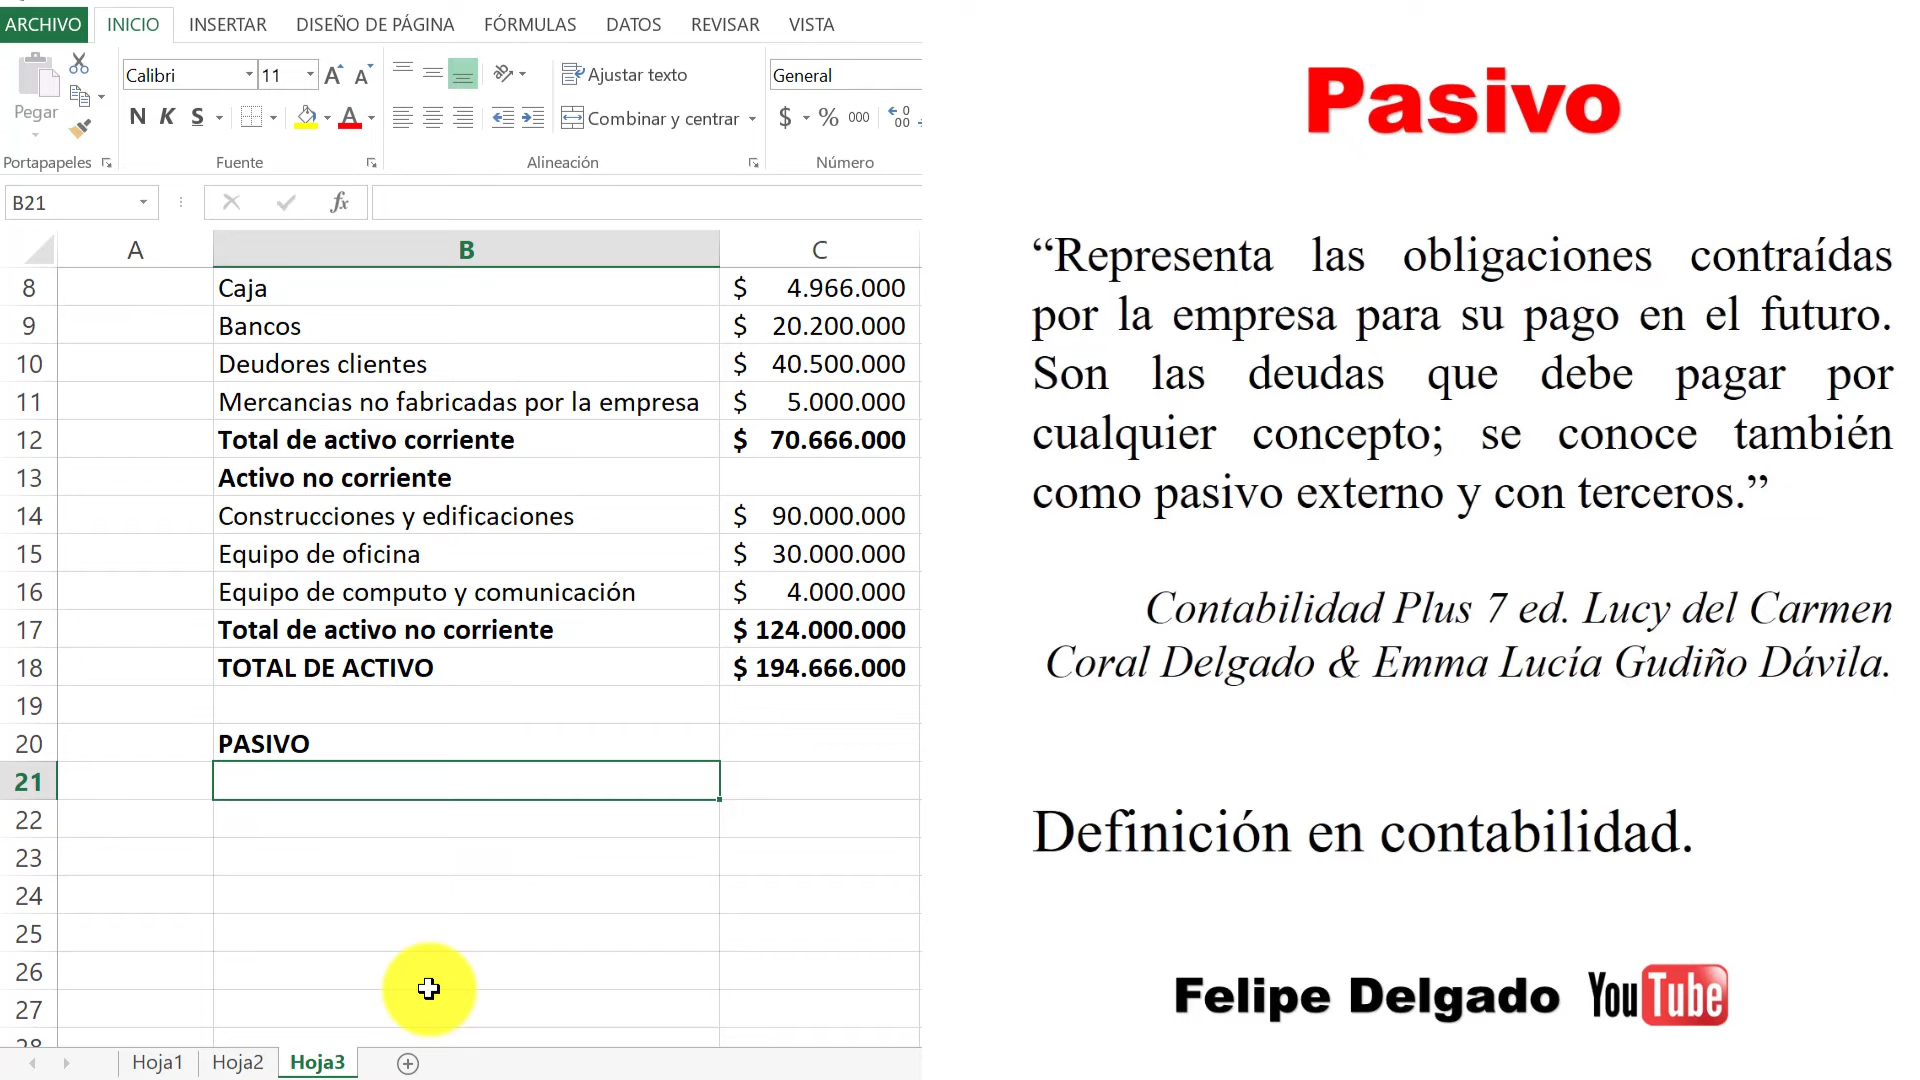 ARCHIVO INICIO INSERTAR DISEÑO DE PÁGINA FÓRMULAS DATOS REVISAR VISTA
Calibri 11 A A Ajustar texto General
Pegar N K S A Combinar y centrar $ % 000 0 00
Portapapeles Fuente Alineación Número
B21 fx
A B C
8 Caja $ 4.966.000
9 Bancos $ 20.200.000
10 Deudores clientes $ 40.500.000
11 Mercancias no fabricadas por la empresa $ 5.000.000
12 Total de activo corriente $ 70.666.000
13 Activo no corriente
14 Construcciones y edificaciones $ 90.000.000
15 Equipo de oficina $ 30.000.000
16 Equipo de computo y comunicación $ 4.000.000
17 Total de activo no corriente $ 124.000.000
18 TOTAL DE ACTIVO $ 194.666.000
19
20 PASIVO
21
22
23
24
25
26
27
28
Hoja1 Hoja2 Hoja3
Pasivo
“Representa las obligaciones contraídas
por la empresa para su pago en el futuro.
Son las deudas que debe pagar por
cualquier concepto; se conoce también
como pasivo externo y con terceros.”
Contabilidad Plus 7 ed. Lucy del Carmen
Coral Delgado & Emma Lucía Gudiño Dávila.
Definición en contabilidad.
Felipe Delgado YouTube